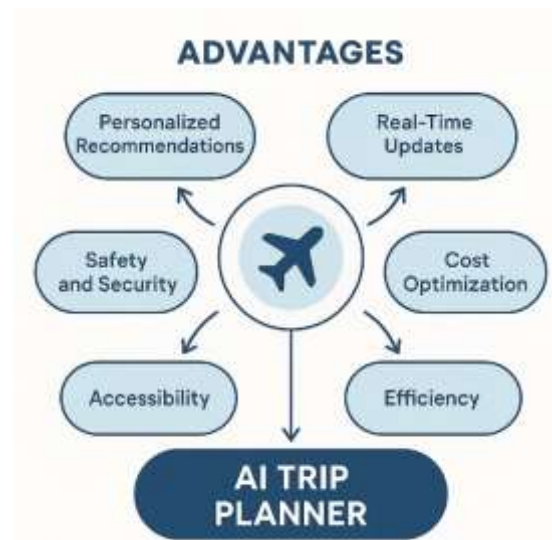 ADVANTAGES
Personalized
Recommendations
Real-Time
Updates
Safety
and Security
Cost
Optimization
Accessibility
Efficiency
AI TRIP
PLANNER